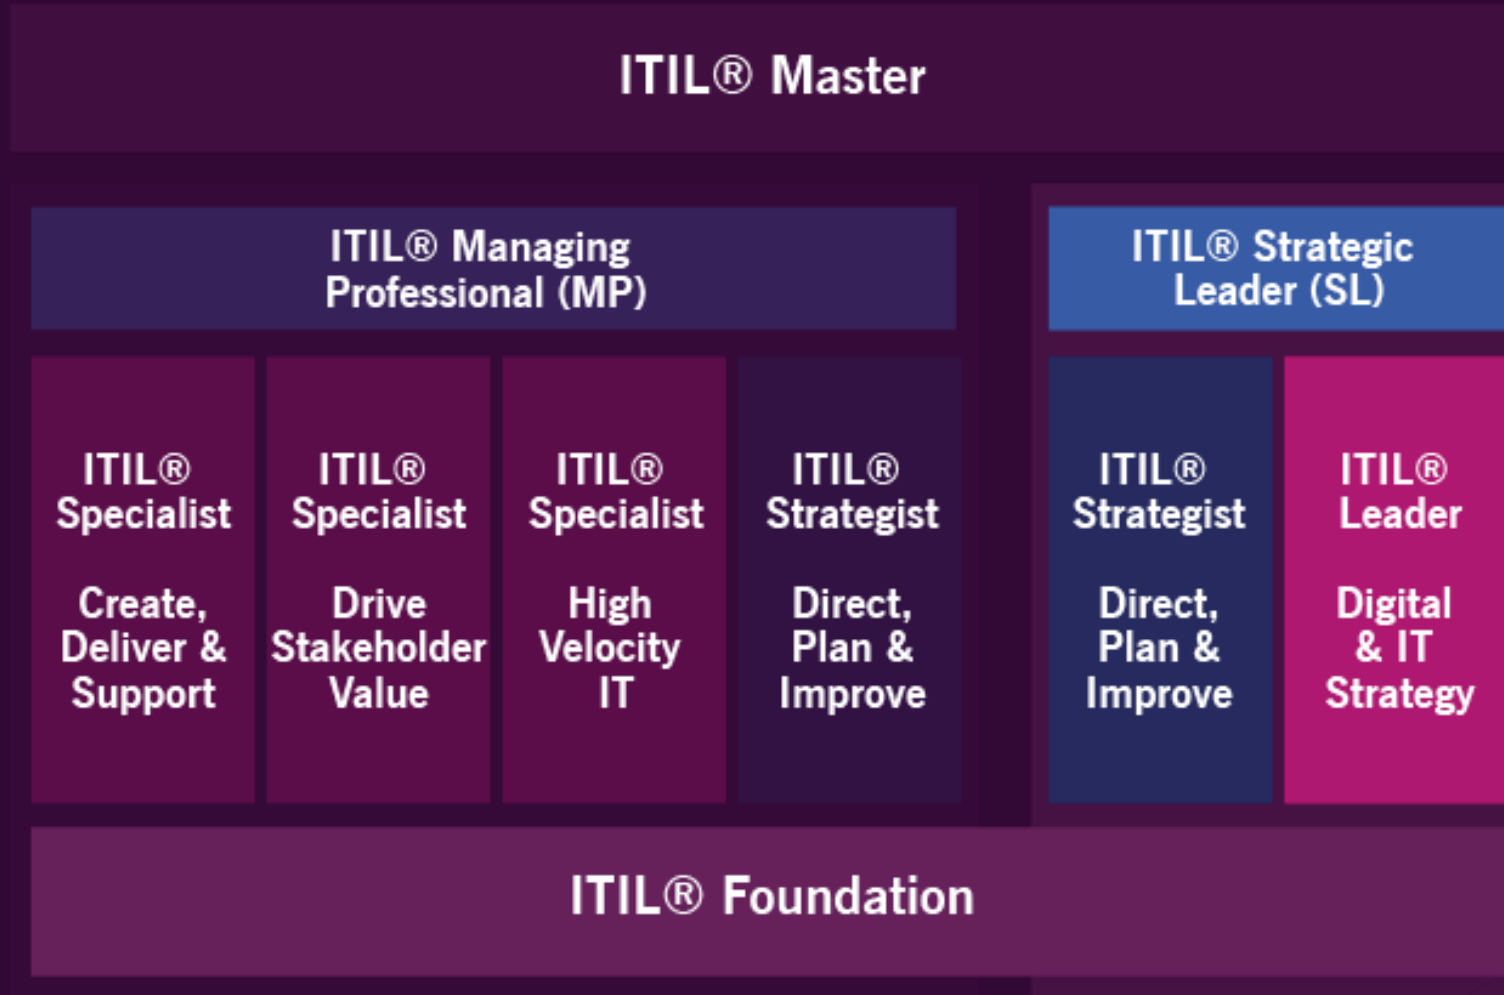 ITIL® Master
ITIL® Managing
Professional (MP)
ITIL® Strategic
Leader (SL)
ITIL®
Specialist
Create,
Deliver &
Support
ITIL®
Specialist
Drive
Stakeholder
Value
ITIL®
Specialist
High
Velocity
IT
ITIL®
Strategist
Direct,
Plan &
Improve
ITIL®
Strategist
Direct,
Plan &
Improve
ITIL®
Leader
Digital
& IT
Strategy
ITIL® Foundation